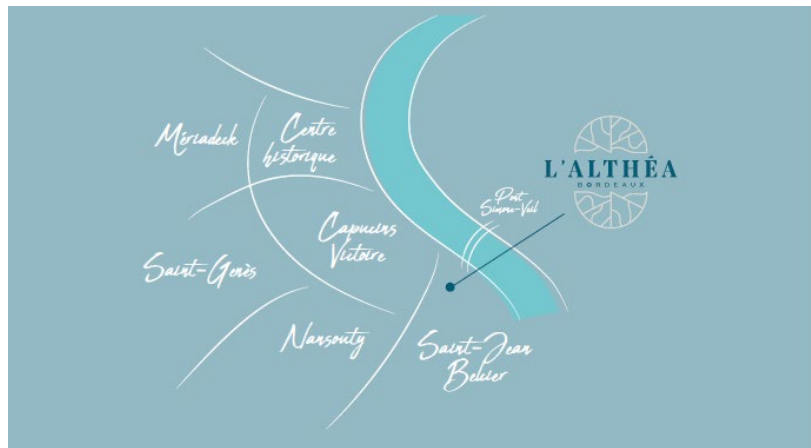 Mériadeck
Centre
historique
L'ALTHÉA
BORDEAUX
Pont
Simone-Veil
Capucins
Victoire
Saint-Genès
Nansouty
Saint-Jean
Belcier